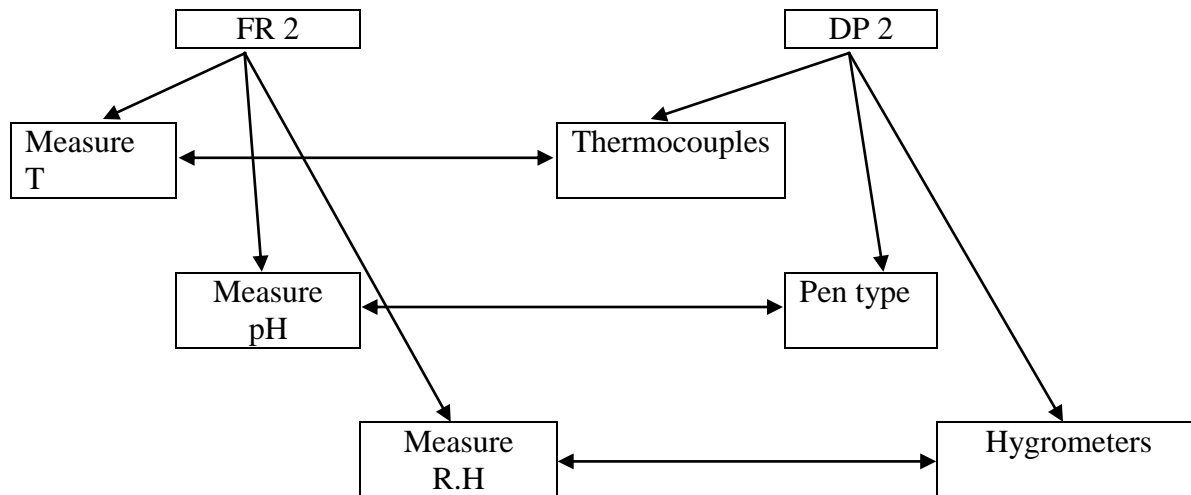 FR 2
DP 2
Measure
T
Thermocouples
Measure
pH
Pen type
Measure
R.H
Hygrometers